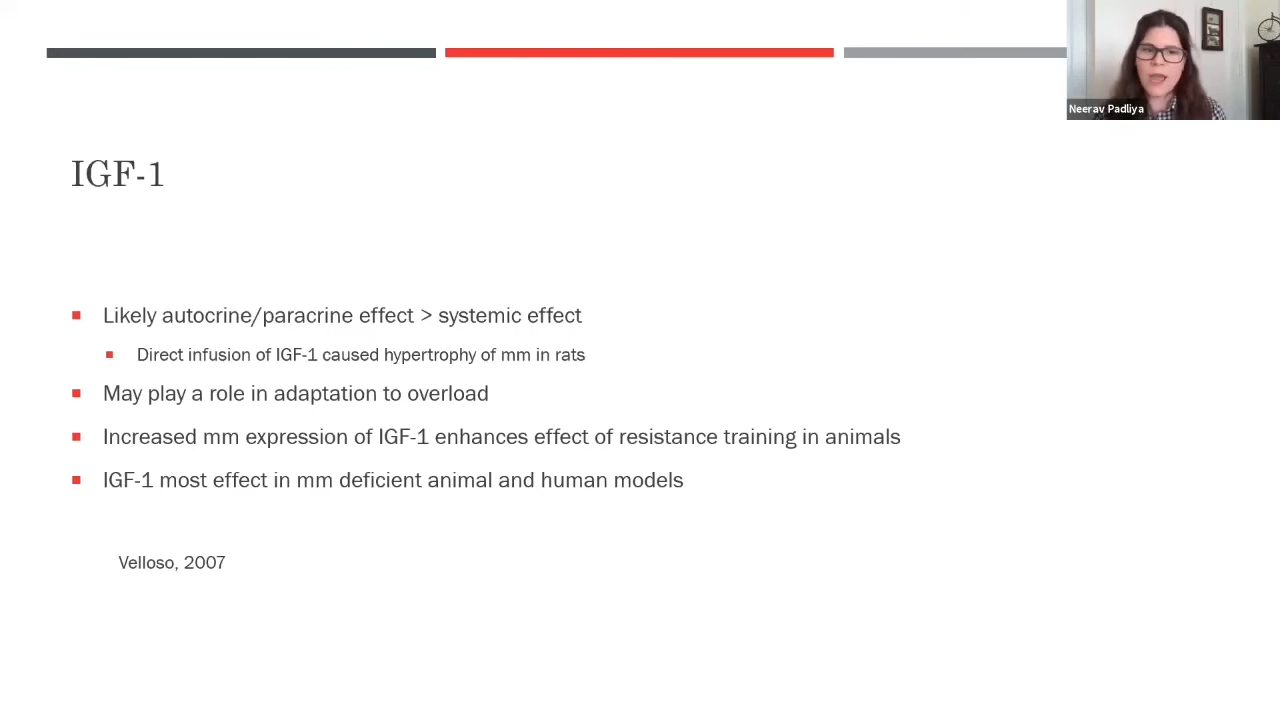 Neerav Padliya
IGF-1
Likely autocrine/paracrine effect > systemic effect
Direct infusion of IGF-1 caused hypertrophy of mm in rats
May play a role in adaptation to overload
Increased mm expression of IGF-1 enhances effect of resistance training in animals
IGF-1 most effect in mm deficient animal and human models
Velloso, 2007